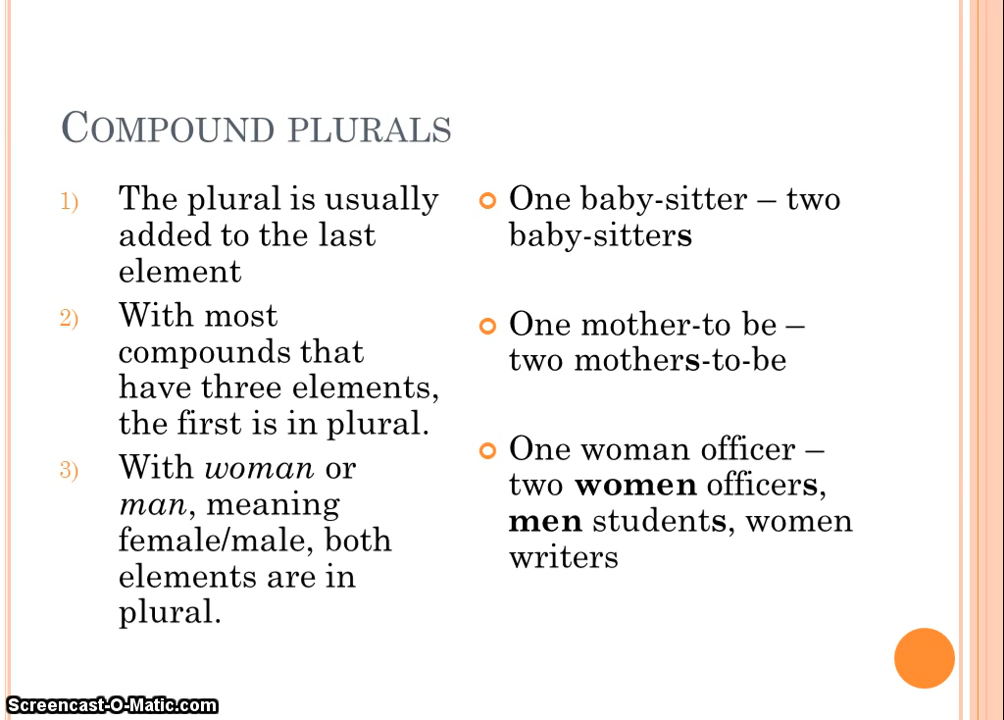 COMPOUND PLURALS
1) The plural is usually
added to the last
element
2) With most
compounds that
have three elements,
the first is in plural.
3) With woman or
man, meaning
female/male, both
elements are in
plural.
One baby-sitter – two
baby-sitters
One mother-to be –
two mothers-to-be
One woman officer –
two women officers,
men students, women
writers
Screencast-O-Matic.com